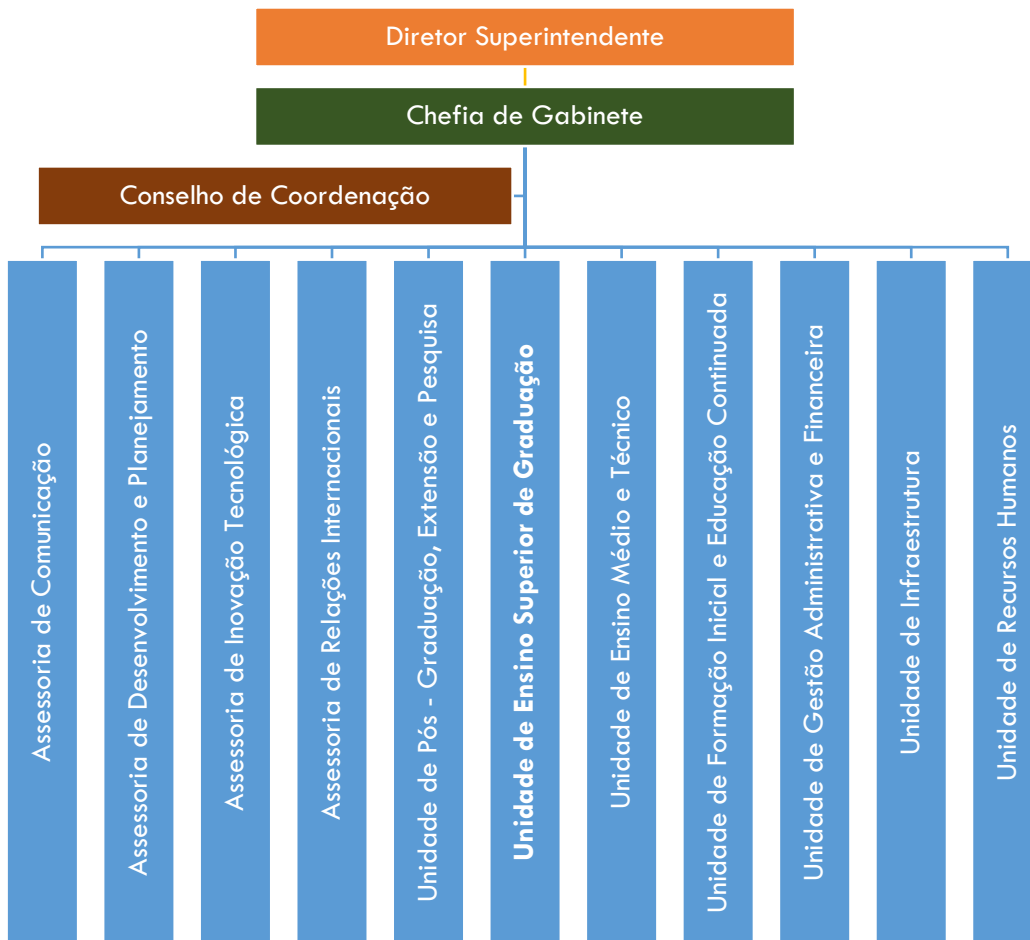 Diretor Superintendente
Chefia de Gabinete
Conselho de Coordenação
Assessoria de Comunicação
Assessoria de Desenvolvimento e Planejamento
Assessoria de Inovação Tecnológica
Assessoria de Relações Internacionais
Unidade de Pós - Graduação, Extensão e Pesquisa
Unidade de Ensino Superior de Graduação
Unidade de Ensino Médio e Técnico
Unidade de Formação Inicial e Educação Continuada
Unidade de Gestão Administrativa e Financeira
Unidade de Infraestrutura
Unidade de Recursos Humanos